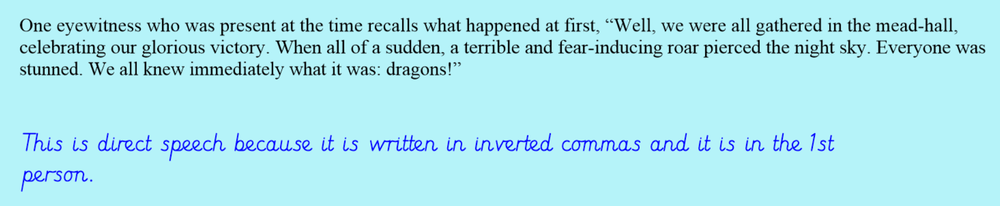 One eyewitness who was present at the time recalls what happened at first, “Well, we were all gathered in the mead-hall,
celebrating our glorious victory. When all of a sudden, a terrible and fear-inducing roar pierced the night sky. Everyone was
stunned. We all knew immediately what it was: dragons!”
This is direct speech because it is written in inverted commas and it is in the 1st
person.